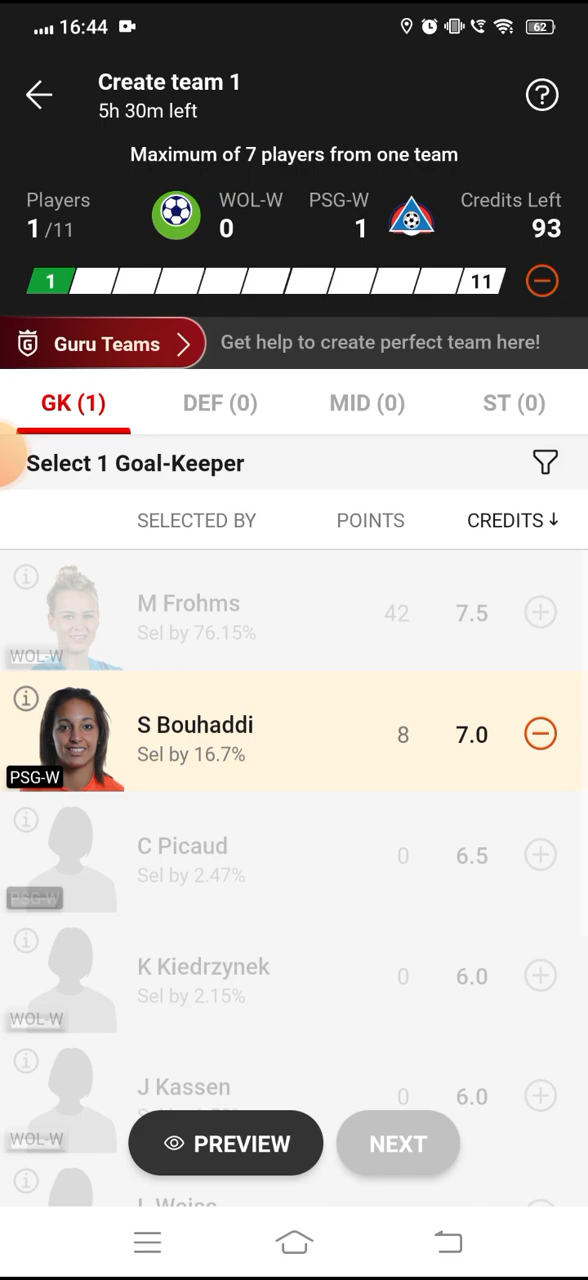 16:44
62
Create team 1
5h 30m left
Maximum of 7 players from one team
Players
1 /11
WOL-W
0
PSG-W
1
Credits Left
93
1
11
Guru Teams
Get help to create perfect team here!
GK (1)
DEF (0)
MID (0)
ST (0)
Select 1 Goal-Keeper
SELECTED BY
POINTS
CREDITS ↓
M Frohms
Sel by 76.15%
WOL-W
42
7.5
S Bouhaddi
Sel by 16.7%
PSG-W
8
7.0
C Picaud
Sel by 2.47%
PSG-W
0
6.5
K Kiedrzynek
Sel by 2.15%
WOL-W
0
6.0
J Kassen
WOL-W
0
6.0
PREVIEW
NEXT